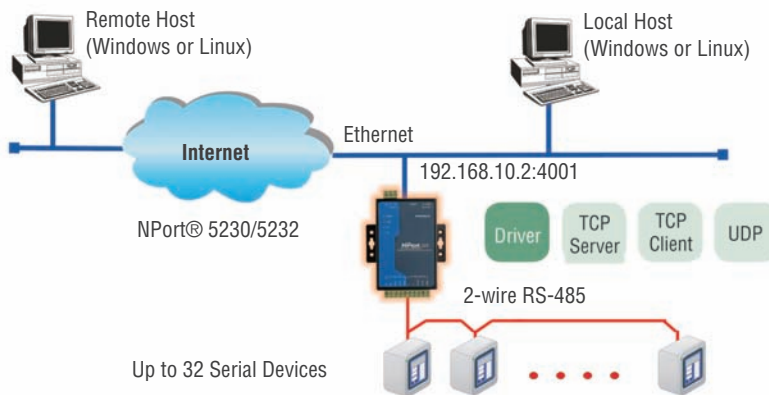 Remote Host
(Windows or Linux)
Local Host
(Windows or Linux)
Internet
Ethernet
192.168.10.2:4001
NPort® 5230/5232
Driver
TCP
Server
TCP
Client
UDP
2-wire RS-485
Up to 32 Serial Devices